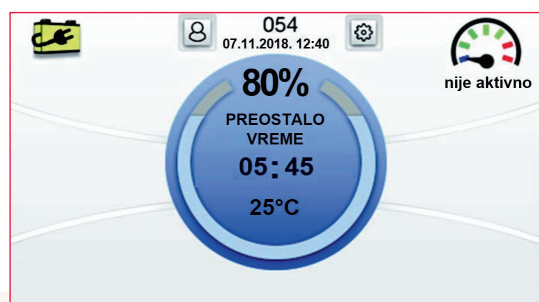 054
07.11.2018. 12:40
nije aktivno
80%
PREOSTALO
VREME
05:45
25°C